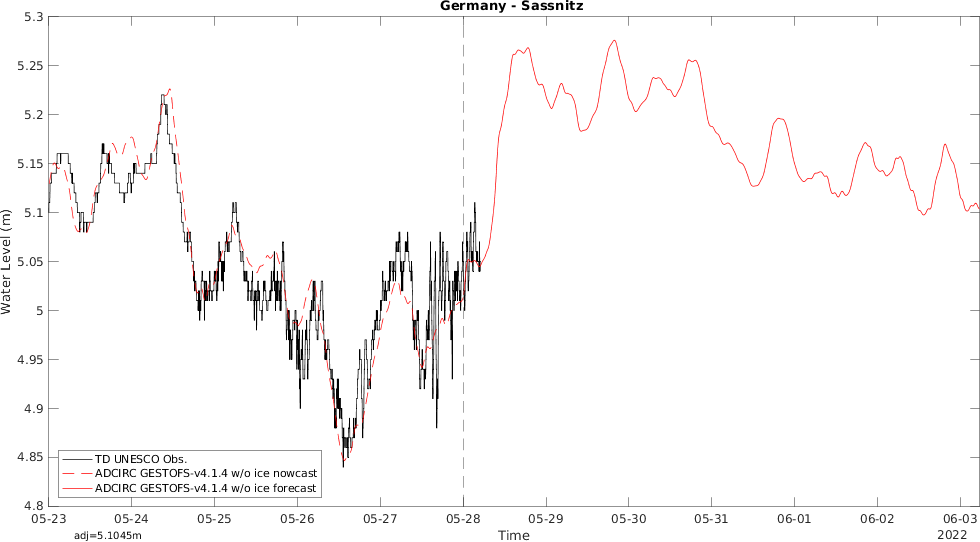 Germany - Sassnitz
5.3
5.25
5.2
5.15
5.1
5.05
5
4.95
4.9
4.85
4.8
Water Level (m)
TD UNESCO Obs.
ADCIRC GESTOFS-v4.1.4 w/o ice nowcast
ADCIRC GESTOFS-v4.1.4 w/o ice forecast
05-23 05-24 05-25 05-26 05-27 05-28 05-29 05-30 05-31 06-01 06-02 06-03
adj=5.1045m Time 2022